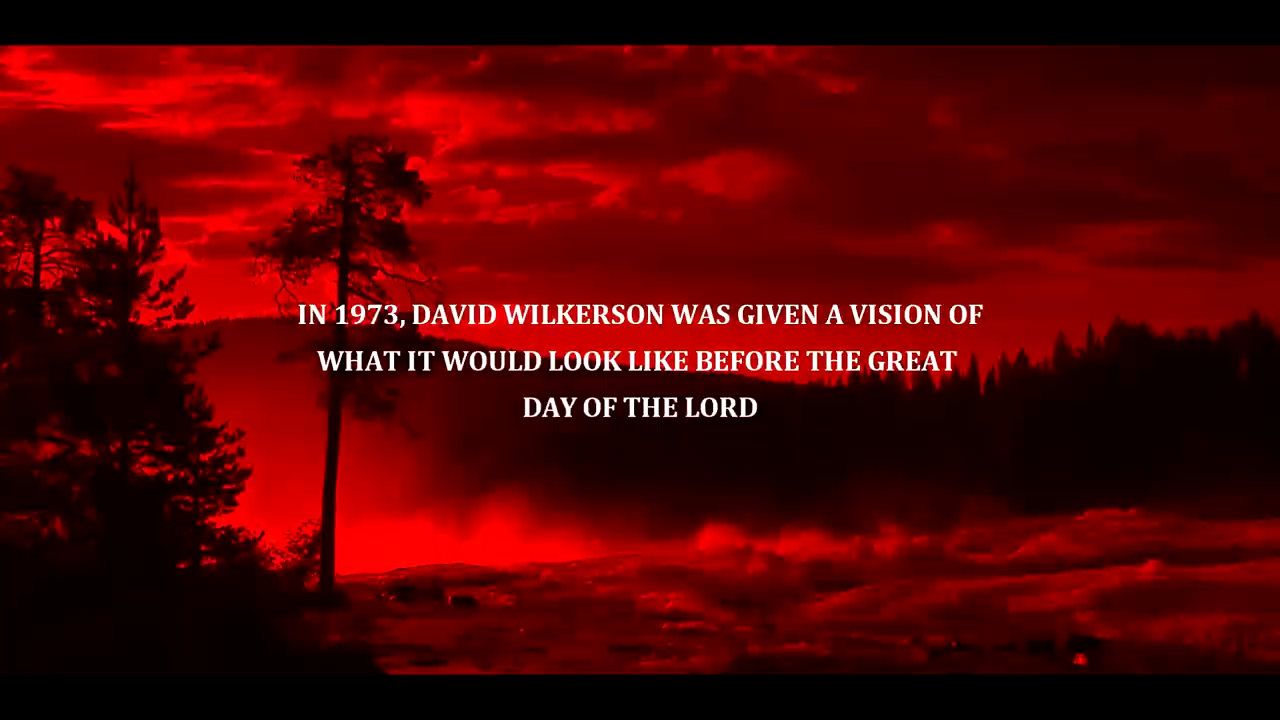 IN 1973, DAVID WILKERSON WAS GIVEN A VISION OF
WHAT IT WOULD LOOK LIKE BEFORE THE GREAT
DAY OF THE LORD